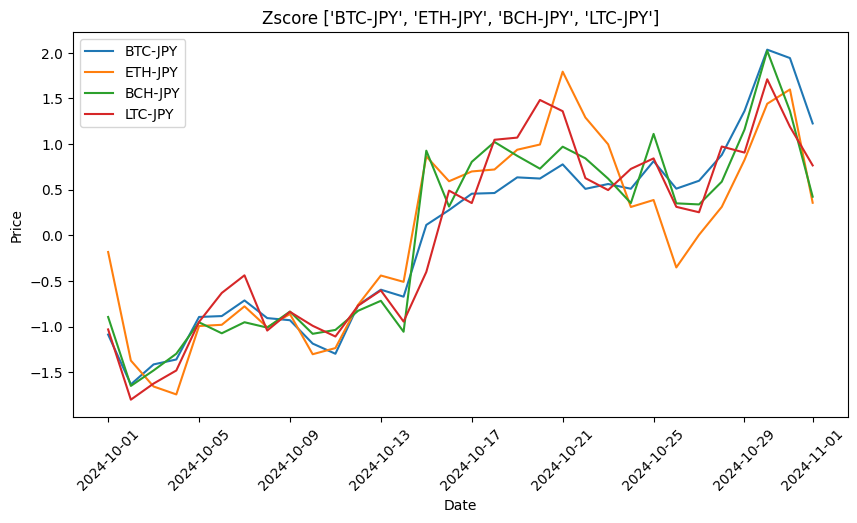 Zscore ['BTC-JPY', 'ETH-JPY', 'BCH-JPY', 'LTC-JPY']
BTC-JPY
ETH-JPY
BCH-JPY
LTC-JPY
Price
2.0
1.5
1.0
0.5
0.0
−0.5
−1.0
−1.5
2024-10-01
2024-10-05
2024-10-09
2024-10-13
2024-10-17
2024-10-21
2024-10-25
2024-10-29
2024-11-01
Date